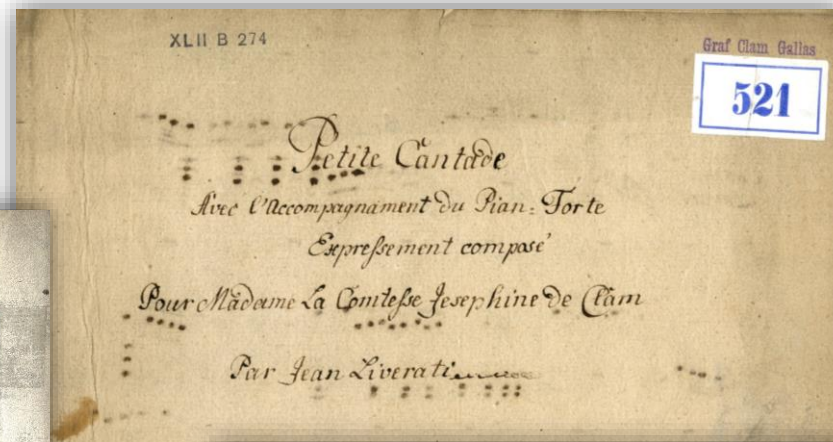 XLII B 274
Graf Clam Gallas
521
Petite Cantade
Avec l'Accompagnament du Pian=Forte
Expressement composé
Pour Madame La Comtesse Jesephine de Clam
Par Jean Liverati